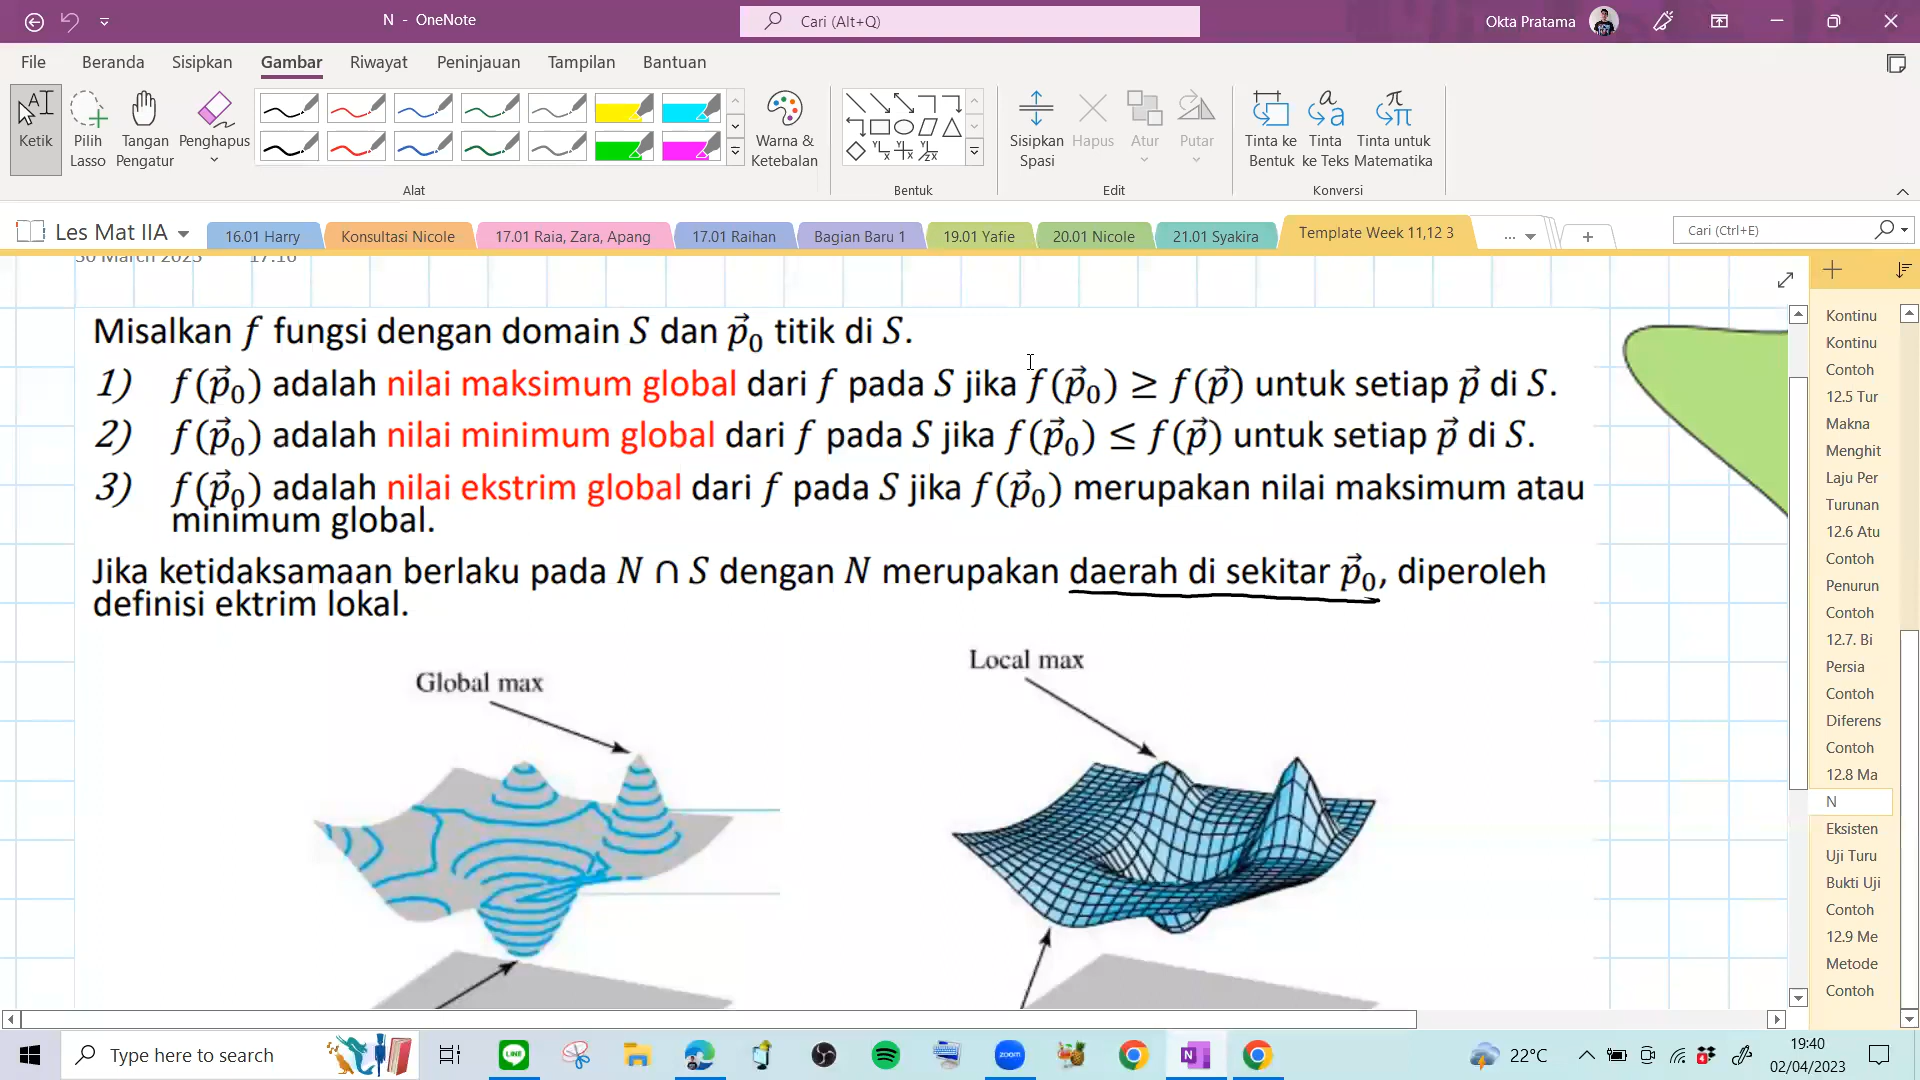 N - OneNote
Cari (Alt+Q)
Okta Pratama
File Beranda Sisipkan Gambar Riwayat Peninjauan Tampilan Bantuan
Ketik
Pilih Lasso
Tangan Pengatur
Penghapus
Warna & Ketebalan
Sisipkan Spasi
Hapus
Atur
Putar
Tinta ke Bentuk
Tinta ke Teks
Tinta untuk Matematika
Alat
Bentuk
Edit
Konversi
Les Mat IIA
16.01 Harry
Konsultasi Nicole
17.01 Raia, Zara, Apang
17.01 Raihan
Bagian Baru 1
19.01 Yafie
20.01 Nicole
21.01 Syakira
Template Week 11,12 3
...
Cari (Ctrl+E)
30 March 2023 17:16
Misalkan f fungsi dengan domain S dan p⃗₀ titik di S.
1) f(p⃗₀) adalah nilai maksimum global dari f pada S jika f(p⃗₀) ≥ f(p⃗) untuk setiap p⃗ di S.
2) f(p⃗₀) adalah nilai minimum global dari f pada S jika f(p⃗₀) ≤ f(p⃗) untuk setiap p⃗ di S.
3) f(p⃗₀) adalah nilai ekstrim global dari f pada S jika f(p⃗₀) merupakan nilai maksimum atau
minimum global.
Jika ketidaksamaan berlaku pada N ∩ S dengan N merupakan daerah di sekitar p⃗₀, diperoleh
definisi ektrim lokal.
Global max
Local max
Kontinu
Kontinu
Contoh
12.5 Tur
Makna
Menghit
Laju Per
Turunan
12.6 Atu
Contoh
Penurun
Contoh
12.7. Bi
Persia
Contoh
Diferens
Contoh
12.8 Ma
N
Eksisten
Uji Turu
Bukti Uji
Contoh
12.9 Me
Metode
Contoh
Type here to search
LINE
zoom
22°C
19:40
02/04/2023